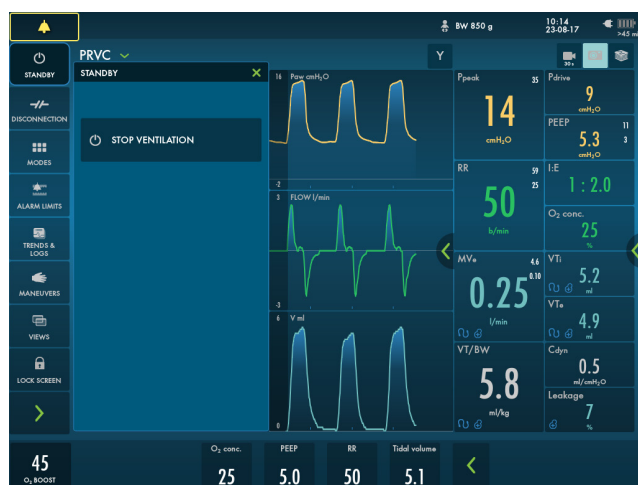 BW 850 g
10:14
23-08-17
>45 m
STANDBY
DISCONNECTION
MODES
ALARM LIMITS
TRENDS &
LOGS
MANEUVERS
VIEWS
LOCK SCREEN
PRVC
Y
30 s
STANDBY
STOP VENTILATION
16 Paw cmH₂O
-2
3 FLOW l/min
-3
6 V ml
0
Ppeak 35
14
cmH₂O
Pdrive
9
cmH₂O
PEEP 11
5.3 3
cmH₂O
RR 59
25
50
b/min
I:E
1 : 2.0
O₂ conc.
25
%
MVe 4.6
0.10
0.25
l/min
VTi
5.2
ml
VTe
4.9
ml
VT/BW
5.8
ml/kg
Cdyn
0.5
ml/cmH₂O
Leakage
7
%
45
O₂ BOOST
O₂ conc.
25
PEEP
5.0
RR
50
Tidal volume
5.1